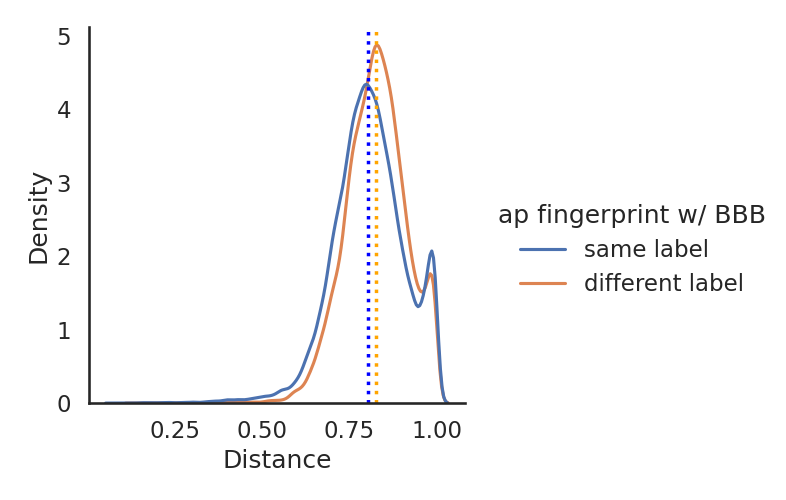 5
4
3
2
1
0
Density
0.25 0.50 0.75 1.00
Distance
ap fingerprint w/ BBB
same label
different label